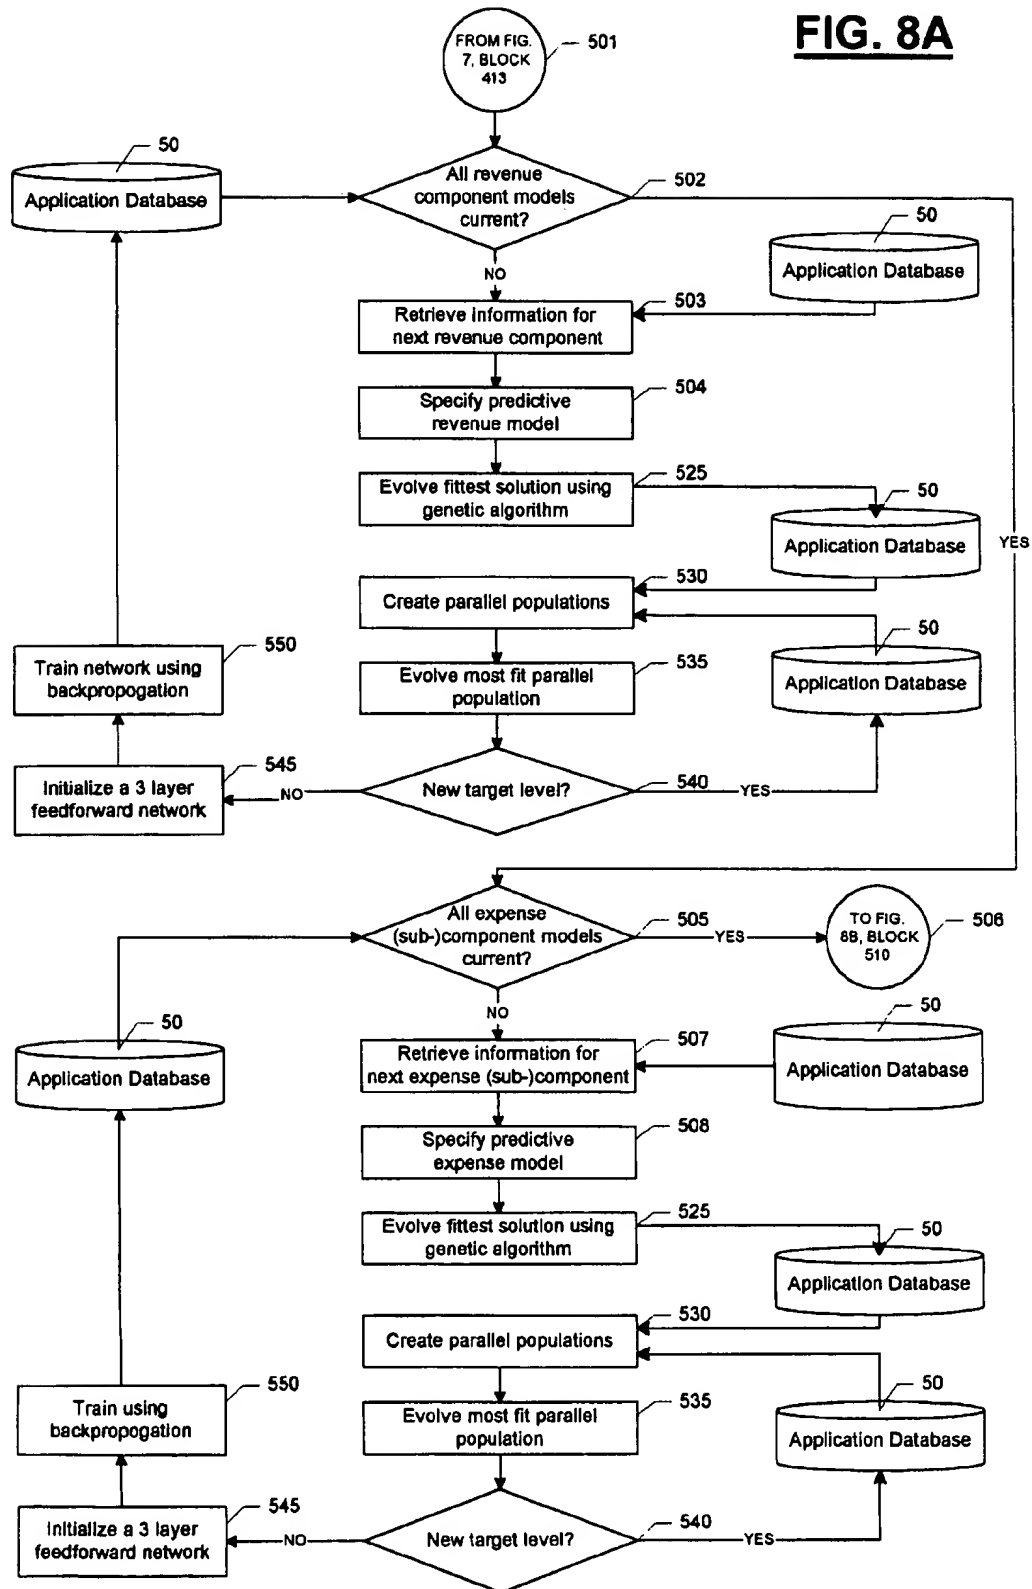 FIG. 8A
FROM FIG.
7, BLOCK
413
501
50
Application Database
All revenue
component models
current?
502
50
Application Database
NO
503
Retrieve information for
next revenue component
504
Specify predictive
revenue model
525
Evolve fittest solution using
genetic algorithm
50
Application Database
YES
530
Create parallel populations
50
Application Database
550
Train network using
backpropogation
535
Evolve most fit parallel
population
545
Initialize a 3 layer
feedforward network
NO
New target level?
540
YES
All expense
(sub-)component models
current?
505
YES
TO FIG.
8B, BLOCK
510
506
NO
50
Application Database
50
Application Database
507
Retrieve information for
next expense (sub-)component
508
Specify predictive
expense model
525
Evolve fittest solution using
genetic algorithm
50
Application Database
530
Create parallel populations
50
Application Database
550
Train using
backpropogation
535
Evolve most fit parallel
population
545
Initialize a 3 layer
feedforward network
NO
New target level?
540
YES